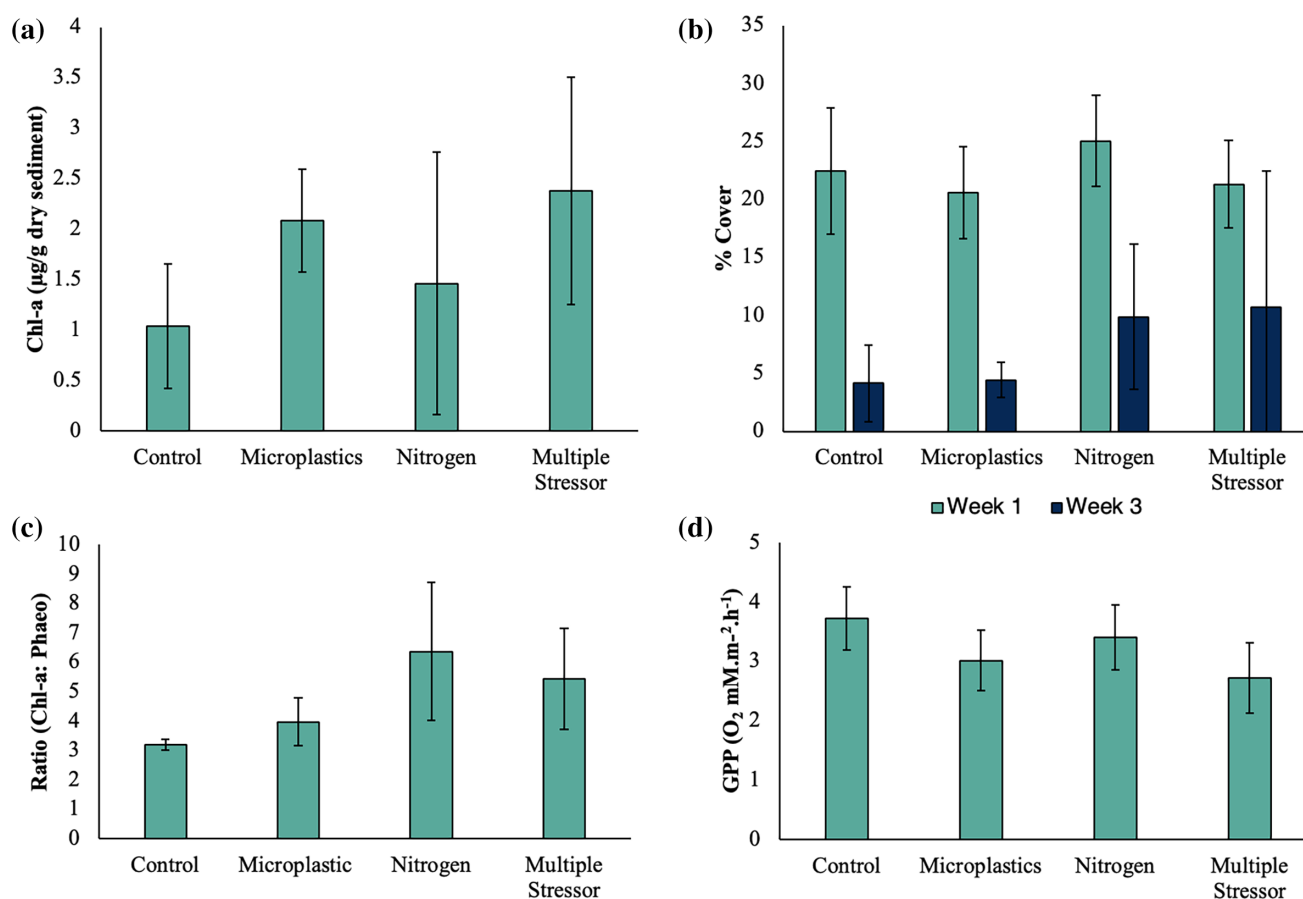 (a)
Chl-a (µg/g dry sediment)
4
3.5
3
2.5
2
1.5
1
0.5
0
Control
Microplastics
Nitrogen
Multiple
Stressor
(b)
% Cover
35
30
25
20
15
10
5
0
Control
Microplastics
Nitrogen
Multiple
Stressor
Week 1
Week 3
(c)
Ratio (Chl-a: Phaeo)
10
9
8
7
6
5
4
3
2
1
0
Control
Microplastic
Nitrogen
Multiple
Stressor
(d)
GPP (O₂ mM.m⁻².h⁻¹)
5
4
3
2
1
0
Control
Microplastics
Nitrogen
Multiple
Stressor